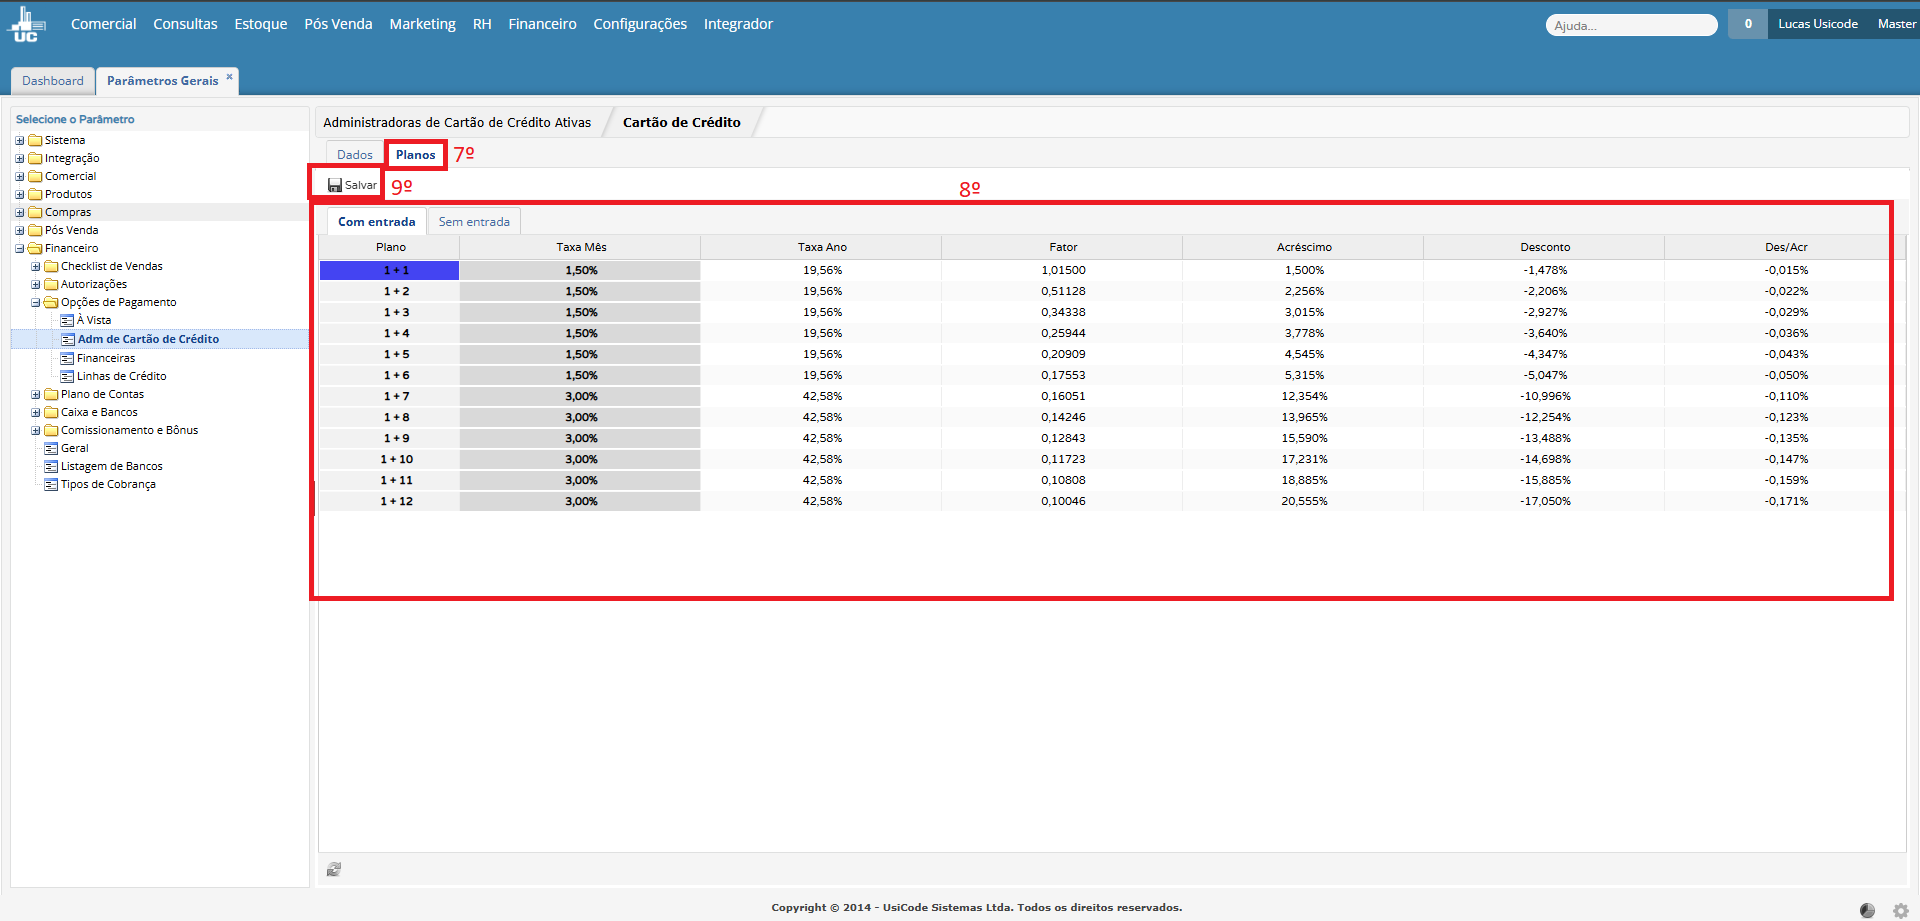 UC
Comercial Consultas Estoque Pós Venda Marketing RH Financeiro Configurações Integrador
Ajuda...
0 Lucas Usicode Master
Dashboard Parâmetros Gerais ×
Selecione o Parâmetro
Sistema
Integração
Comercial
Produtos
Compras
Pós Venda
Financeiro
Checklist de Vendas
Autorizações
Opções de Pagamento
À Vista
Adm de Cartão de Crédito
Financeiras
Linhas de Crédito
Plano de Contas
Caixa e Bancos
Comissionamento e Bônus
Geral
Listagem de Bancos
Tipos de Cobrança
Administradoras de Cartão de Crédito Ativas Cartão de Crédito
Dados Planos 7º
Salvar 9º 8º
Com entrada Sem entrada
Plano Taxa Mês Taxa Ano Fator Acréscimo Desconto Des/Acr
1 + 1 1,50% 19,56% 1,01500 1,500% -1,478% -0,015%
1 + 2 1,50% 19,56% 0,51128 2,256% -2,206% -0,022%
1 + 3 1,50% 19,56% 0,34338 3,015% -2,927% -0,029%
1 + 4 1,50% 19,56% 0,25944 3,778% -3,640% -0,036%
1 + 5 1,50% 19,56% 0,20909 4,545% -4,347% -0,043%
1 + 6 1,50% 19,56% 0,17553 5,315% -5,047% -0,050%
1 + 7 3,00% 42,58% 0,16051 12,354% -10,996% -0,110%
1 + 8 3,00% 42,58% 0,14246 13,965% -12,254% -0,123%
1 + 9 3,00% 42,58% 0,12843 15,590% -13,488% -0,135%
1 + 10 3,00% 42,58% 0,11723 17,231% -14,698% -0,147%
1 + 11 3,00% 42,58% 0,10808 18,885% -15,885% -0,159%
1 + 12 3,00% 42,58% 0,10046 20,555% -17,050% -0,171%
Copyright © 2014 - UsiCode Sistemas Ltda. Todos os direitos reservados.